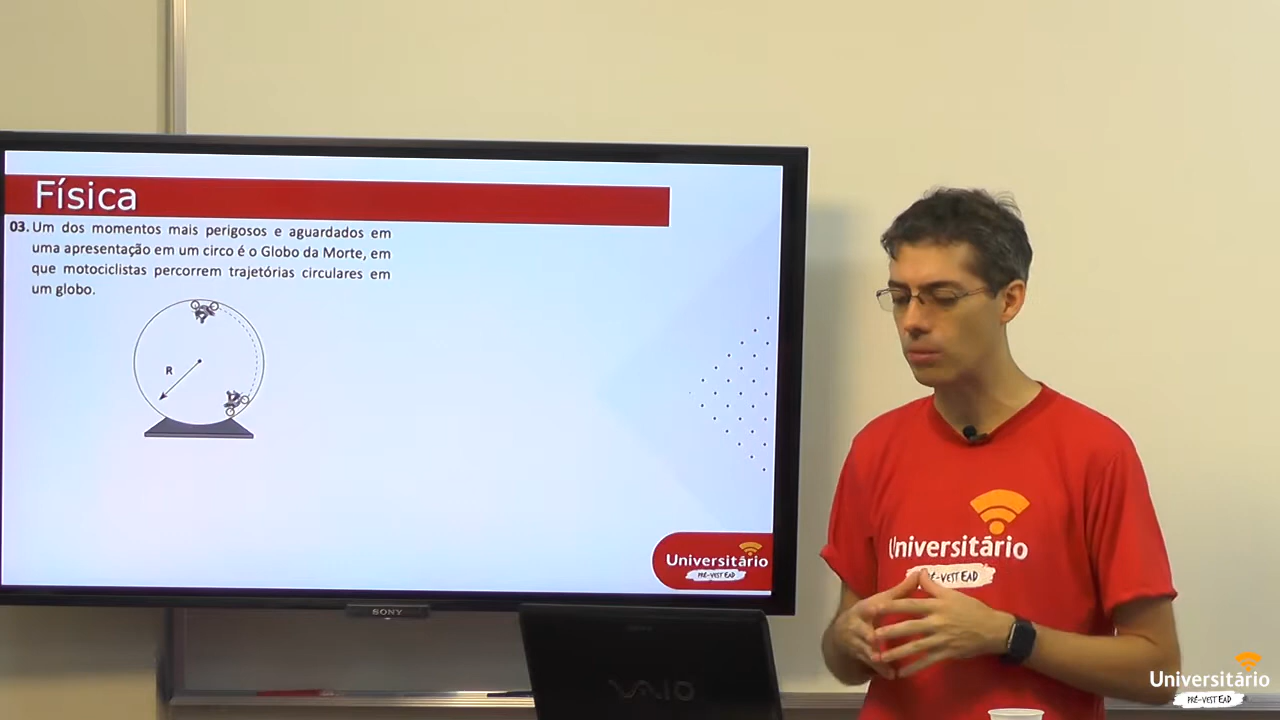 Física
03. Um dos momentos mais perigosos e aguardados em
uma apresentação em um circo é o Globo da Morte, em
que motociclistas percorrem trajetórias circulares em
um globo.
R
Universitário
PRÉ-VEST EAD
SONY
VAIO
Universitário
PRÉ-VEST EAD
Universitário
PRÉ-VEST EAD